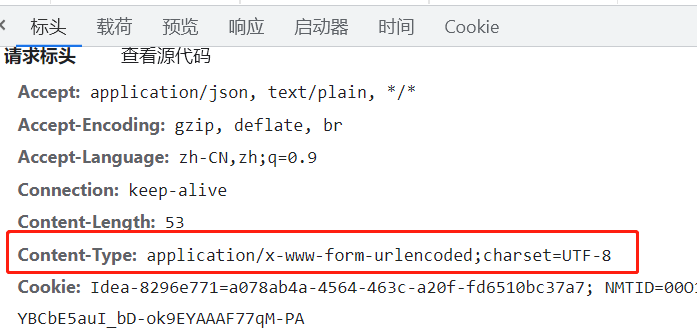 标头 载荷 预览 响应 启动器 时间 Cookie
请求标头 查看源代码
Accept: application/json, text/plain, */*
Accept-Encoding: gzip, deflate, br
Accept-Language: zh-CN,zh;q=0.9
Connection: keep-alive
Content-Length: 53
Content-Type: application/x-www-form-urlencoded;charset=UTF-8
Cookie: Idea-8296e771=a078ab4a-4564-463c-a20f-fd6510bc37a7; NMTID=00O1
YBCbE5auI_bD-ok9EYAAAF77qM-PA